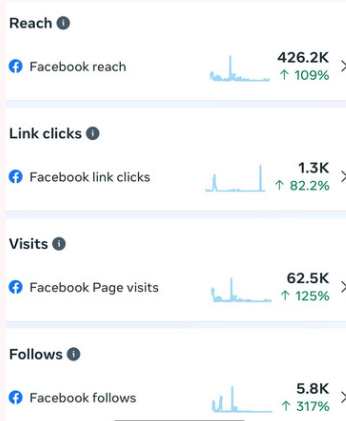 Reach
Facebook reach
426.2K
↑ 109%
Link clicks
Facebook link clicks
1.3K
↑ 82.2%
Visits
Facebook Page visits
62.5K
↑ 125%
Follows
Facebook follows
5.8K
↑ 317%